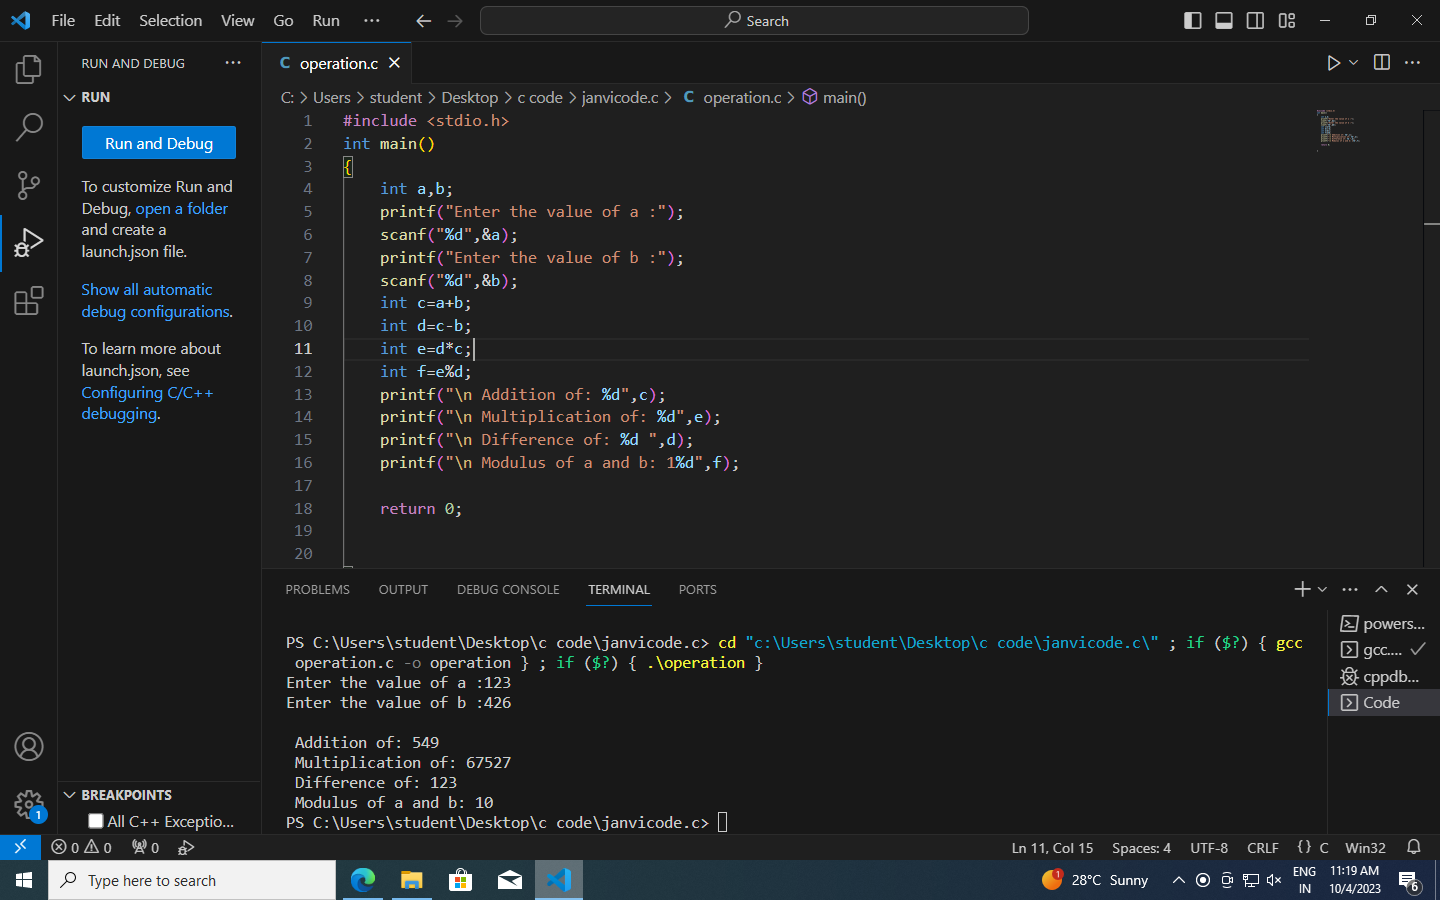 File Edit Selection View Go Run ··· Search
RUN AND DEBUG ···
RUN
Run and Debug
To customize Run and
Debug, open a folder
and create a
launch.json file.
Show all automatic
debug configurations.
To learn more about
launch.json, see
Configuring C/C++
debugging.
BREAKPOINTS
All C++ Exceptio...
operation.c
C: > Users > student > Desktop > c code > janvicode.c > C operation.c > main()
1 #include <stdio.h>
2 int main()
3 {
4 int a,b;
5 printf("Enter the value of a :");
6 scanf("%d",&a);
7 printf("Enter the value of b :");
8 scanf("%d",&b);
9 int c=a+b;
10 int d=c-b;
11 int e=d*c;
12 int f=e%d;
13 printf("\n Addition of: %d",c);
14 printf("\n Multiplication of: %d",e);
15 printf("\n Difference of: %d ",d);
16 printf("\n Modulus of a and b: 1%d",f);
17
18 return 0;
19
20
PROBLEMS OUTPUT DEBUG CONSOLE TERMINAL PORTS
PS C:\Users\student\Desktop\c code\janvicode.c> cd "c:\Users\student\Desktop\c code\janvicode.c\" ; if ($?) { gcc
operation.c -o operation } ; if ($?) { .\operation }
Enter the value of a :123
Enter the value of b :426
Addition of: 549
Multiplication of: 67527
Difference of: 123
Modulus of a and b: 10
PS C:\Users\student\Desktop\c code\janvicode.c>
powers...
gcc....
cppdb...
Code
1
0 0 0 Ln 11, Col 15 Spaces: 4 UTF-8 CRLF {} C Win32
Type here to search 1 28°C Sunny ENG IN 11:19 AM 10/4/2023 6